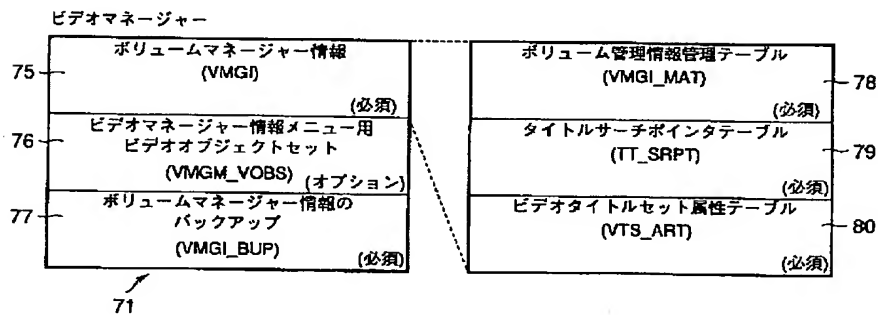 ビデオマネージャー
75
ボリュームマネージャー情報
(VMGI)
(必須)
76
ビデオマネージャー情報メニュー用
ビデオオブジェクトセット
(VMGM_VOBS) (オプション)
77
ボリュームマネージャー情報の
バックアップ
(VMGI_BUP)
(必須)
71
ボリューム管理情報管理テーブル
(VMGI_MAT)
(必須)
78
タイトルサーチポインタテーブル
(TT_SRPT)
(必須)
79
ビデオタイトルセット属性テーブル
(VTS_ART)
(必須)
80